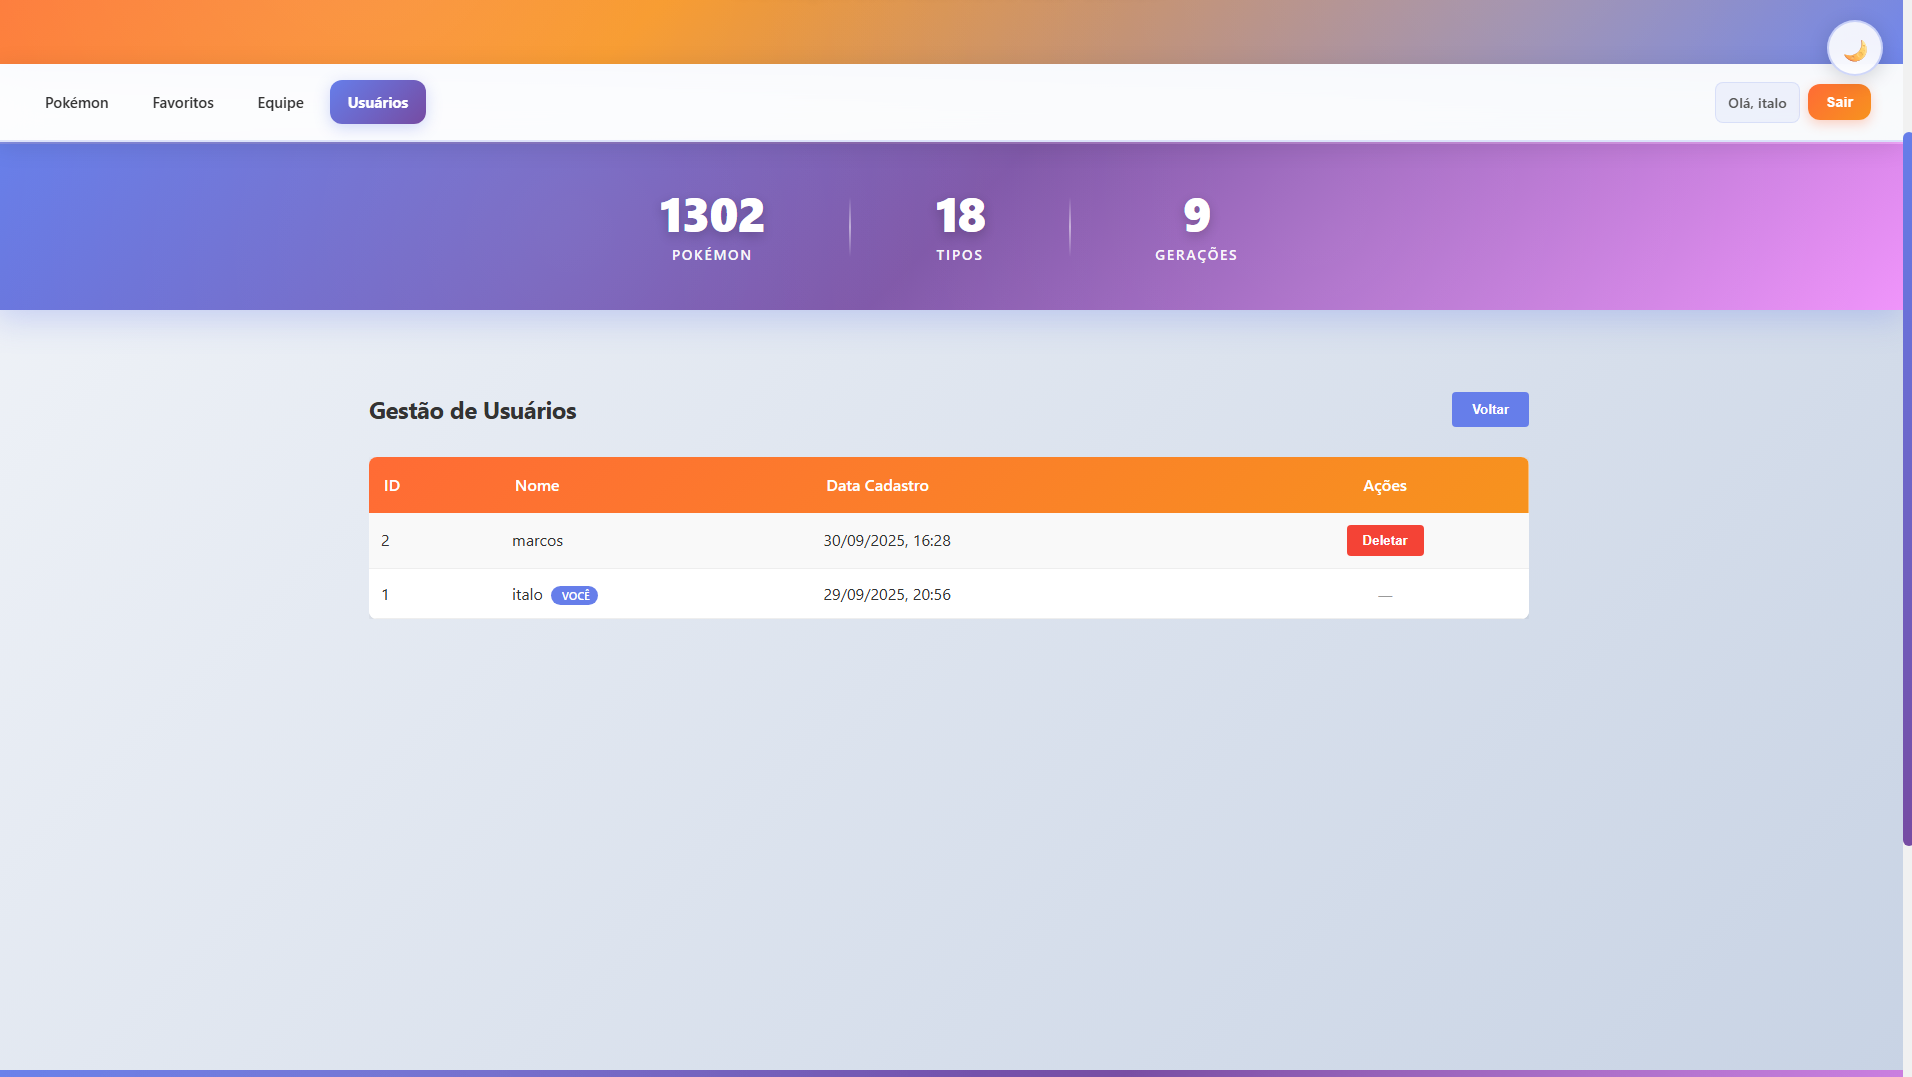 Pokémon Favoritos Equipe Usuários Olá, italo Sair
1302 18 9
POKÉMON TIPOS GERAÇÕES
Gestão de Usuários Voltar
ID Nome Data Cadastro Ações
2 marcos 30/09/2025, 16:28 Deletar
1 italo VOCÊ 29/09/2025, 20:56 —